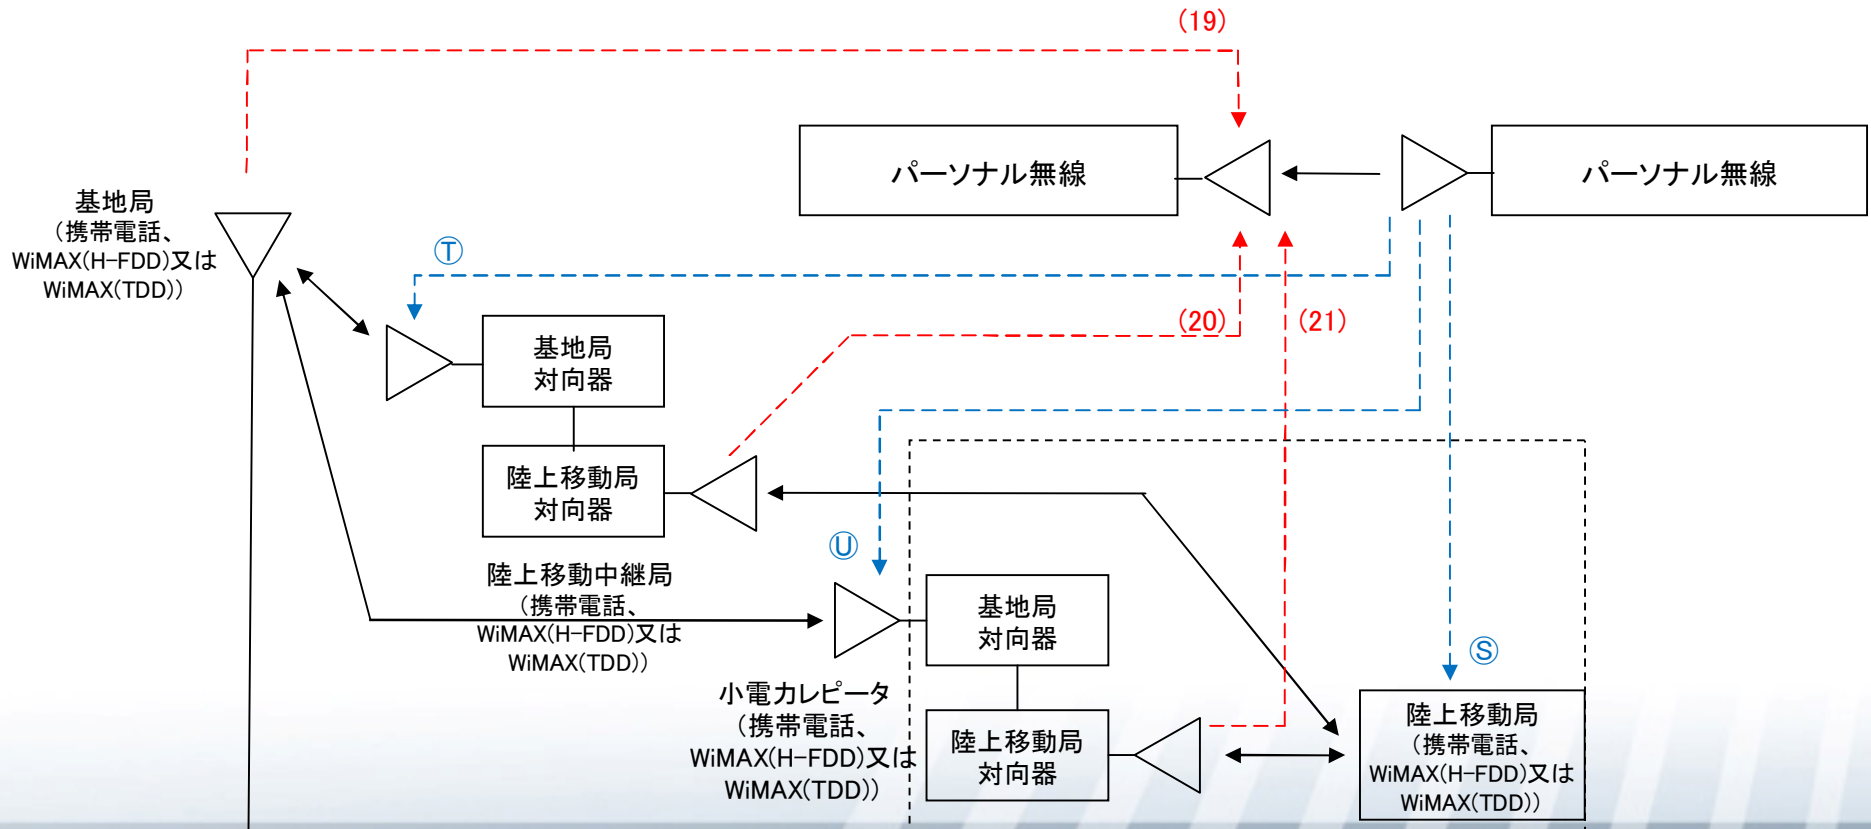 (19)
パーソナル無線
パーソナル無線
基地局
(携帯電話、
WiMAX(H-FDD)又は
WiMAX(TDD))
Ⓣ
(20)
(21)
基地局
対向器
陸上移動局
対向器
Ⓤ
陸上移動中継局
(携帯電話、
WiMAX(H-FDD)又は
WiMAX(TDD))
基地局
対向器
Ⓢ
小電力レピータ
(携帯電話、
WiMAX(H-FDD)又は
WiMAX(TDD))
陸上移動局
対向器
陸上移動局
(携帯電話、
WiMAX(H-FDD)又は
WiMAX(TDD))